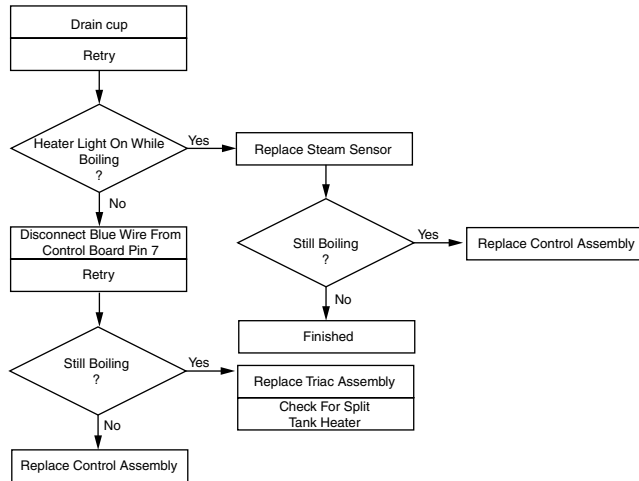 Drain cup
Retry
Heater Light On While
Boiling
?
Yes
Replace Steam Sensor
No
Disconnect Blue Wire From
Control Board Pin 7
Retry
Still Boiling
?
Yes
Replace Control Assembly
No
Finished
Still Boiling
?
Yes
Replace Triac Assembly
Check For Split
Tank Heater
No
Replace Control Assembly